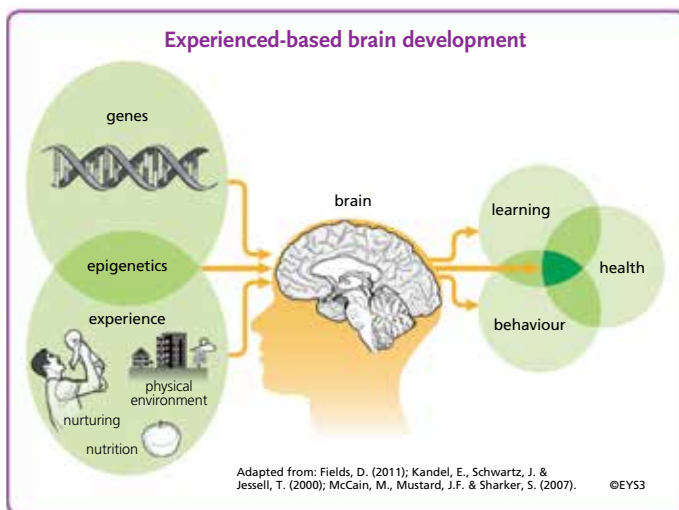 Experienced-based brain development
genes
epigenetics
experience
physical
environment
nurturing
nutrition
brain
learning
health
behaviour
Adapted from: Fields, D. (2011); Kandel, E., Schwartz, J. &
Jessell, T. (2000); McCain, M., Mustard, J.F. & Sharker, S. (2007). ©EYS3